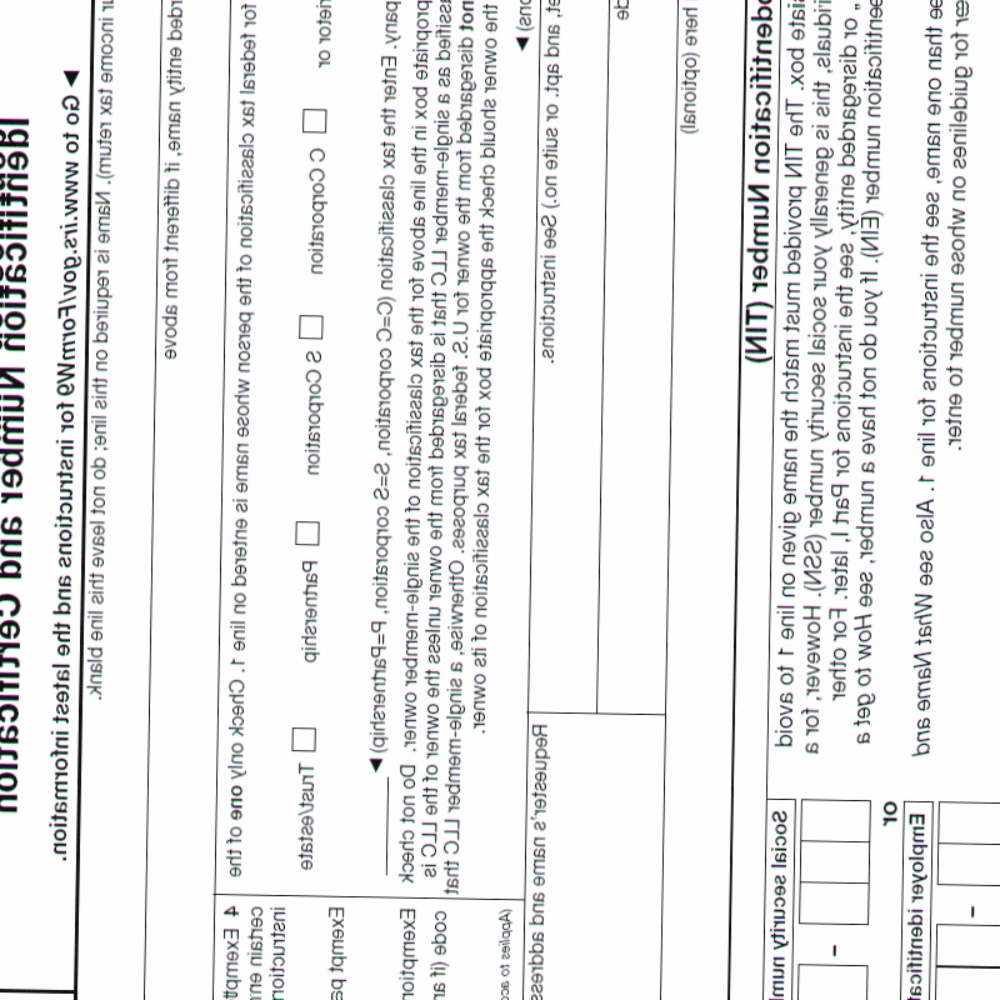 Identification Number and Certification
▶ Go to www.irs.gov/FormW9 for instructions and the latest information.
income tax return). Name is required on this line; do not leave this line blank.
entity name, if different from above
for federal tax classification of the person whose name is entered on line 1. Check only one of the
4 Exempt
certain en
instruction
or
C Corporation
S Corporation
Partnership
Trust/estate
Exempt pa
pany. Enter the tax classification (C=C corporation, S=S corporation, P=Partnership) ▶
appropriate box in the line above for the tax classification of the single-member owner. Do not check
as a single-member LLC that is disregarded from the owner unless the owner of the LLC is
not disregarded from the owner for U.S. federal tax purposes. Otherwise, a single-member LLC that
the owner should check the appropriate box for the tax classification of its owner.
Exemption
code (if an
ons) ▶
(Applies to
et, and apt. or suite no.) See instructions.
Requester's name and address
de
here (optional)
Identification Number (TIN)
box. The TIN provided must match the name given on line 1 to avoid
this is generally your social security number (SSN). However, for a
or disregarded entity, see the instructions for Part I, later. For other
identification number (EIN). If you do not have a number, see How to get a
Social security num
–
or
ore than one name, see the instructions for line 1. Also see What Name and
er for guidelines on whose number to enter.
Employer identificati
–